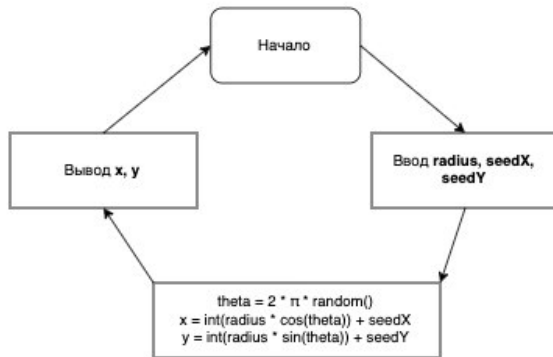 Начало
Вывод x, y
Ввод radius, seedX,
seedY
theta = 2 * π * random()
x = int(radius * cos(theta)) + seedX
y = int(radius * sin(theta)) + seedY